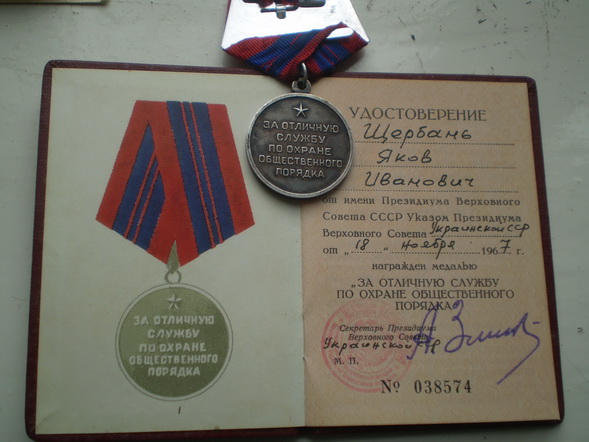 ЗА ОТЛИЧНУЮ
СЛУЖБУ
ПО ОХРАНЕ
ОБЩЕСТВЕННОГО
ПОРЯДКА
ЗА ОТЛИЧНУЮ
СЛУЖБУ
ПО ОХРАНЕ
ОБЩЕСТВЕННОГО
ПОРЯДКА
УДОСТОВЕРЕНИЕ
Щербань
Яков
Иванович
от имени Президиума Верховного
Совета СССР Указом Президиума
Верховного Совета Украинской ССР
от „18„ ноября 1967 г.
награжден медалью
„ЗА ОТЛИЧНУЮ СЛУЖБУ
ПО ОХРАНЕ ОБЩЕСТВЕННОГО
ПОРЯДКА"
Секретарь Президиума
Верховного Совета
Украинской ССР
М. П.
№ 038574